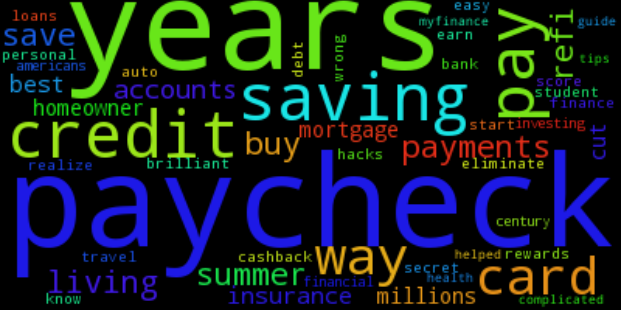 loans years pay refi easy
save myfinance guide
personal earn
americans auto debt wrong bank tips
best accounts saving score student
homeowner finance
credit buy mortgage start investing cut
hacks payments
realize brilliant eliminate
paycheck
century
travel cashback way helped rewards
living summer secret card
financial health
know insurance millions complicated